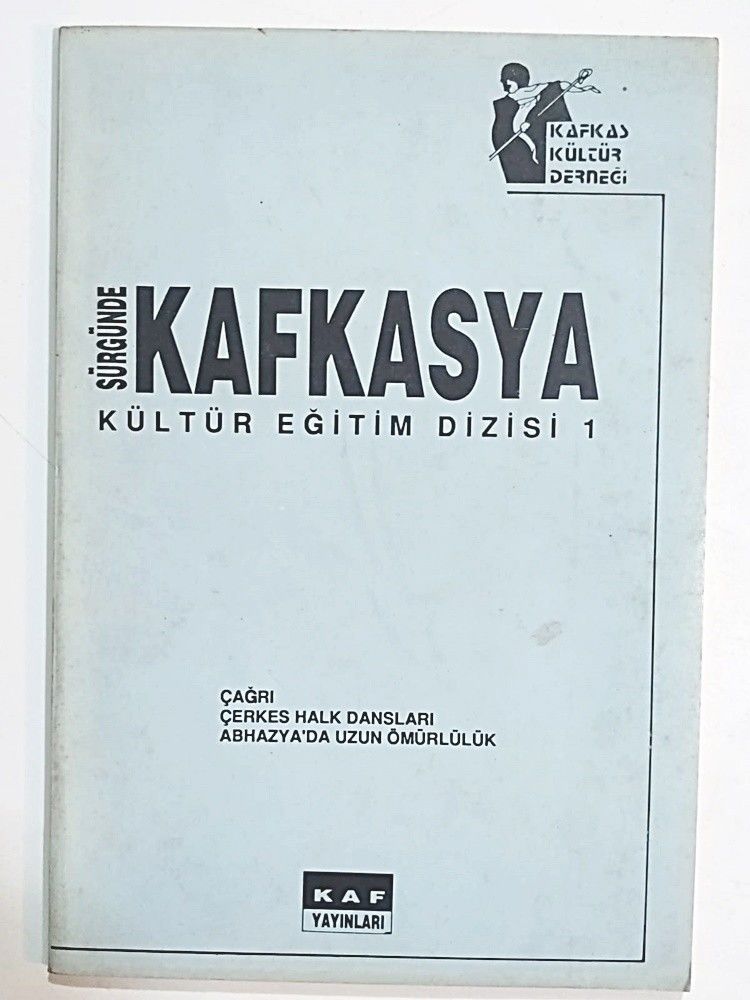 KAFKAS
KÜLTÜR
DERNEĞİ
SÜRGÜNDE
KAFKASYA
KÜLTÜR EĞİTİM DİZİSİ 1
ÇAĞRI
ÇERKES HALK DANSLARI
ABHAZYA'DA UZUN ÖMÜRLÜLÜK
KAF
YAYINLARI